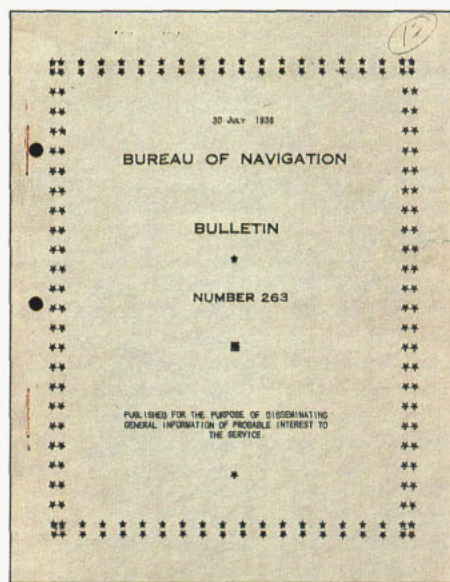 12
30 JULY 1938
BUREAU OF NAVIGATION
BULLETIN
NUMBER 263
PUBLISHED FOR THE PURPOSE OF DISSEMINATING
GENERAL INFORMATION OF PROBABLE INTEREST TO
THE SERVICE.